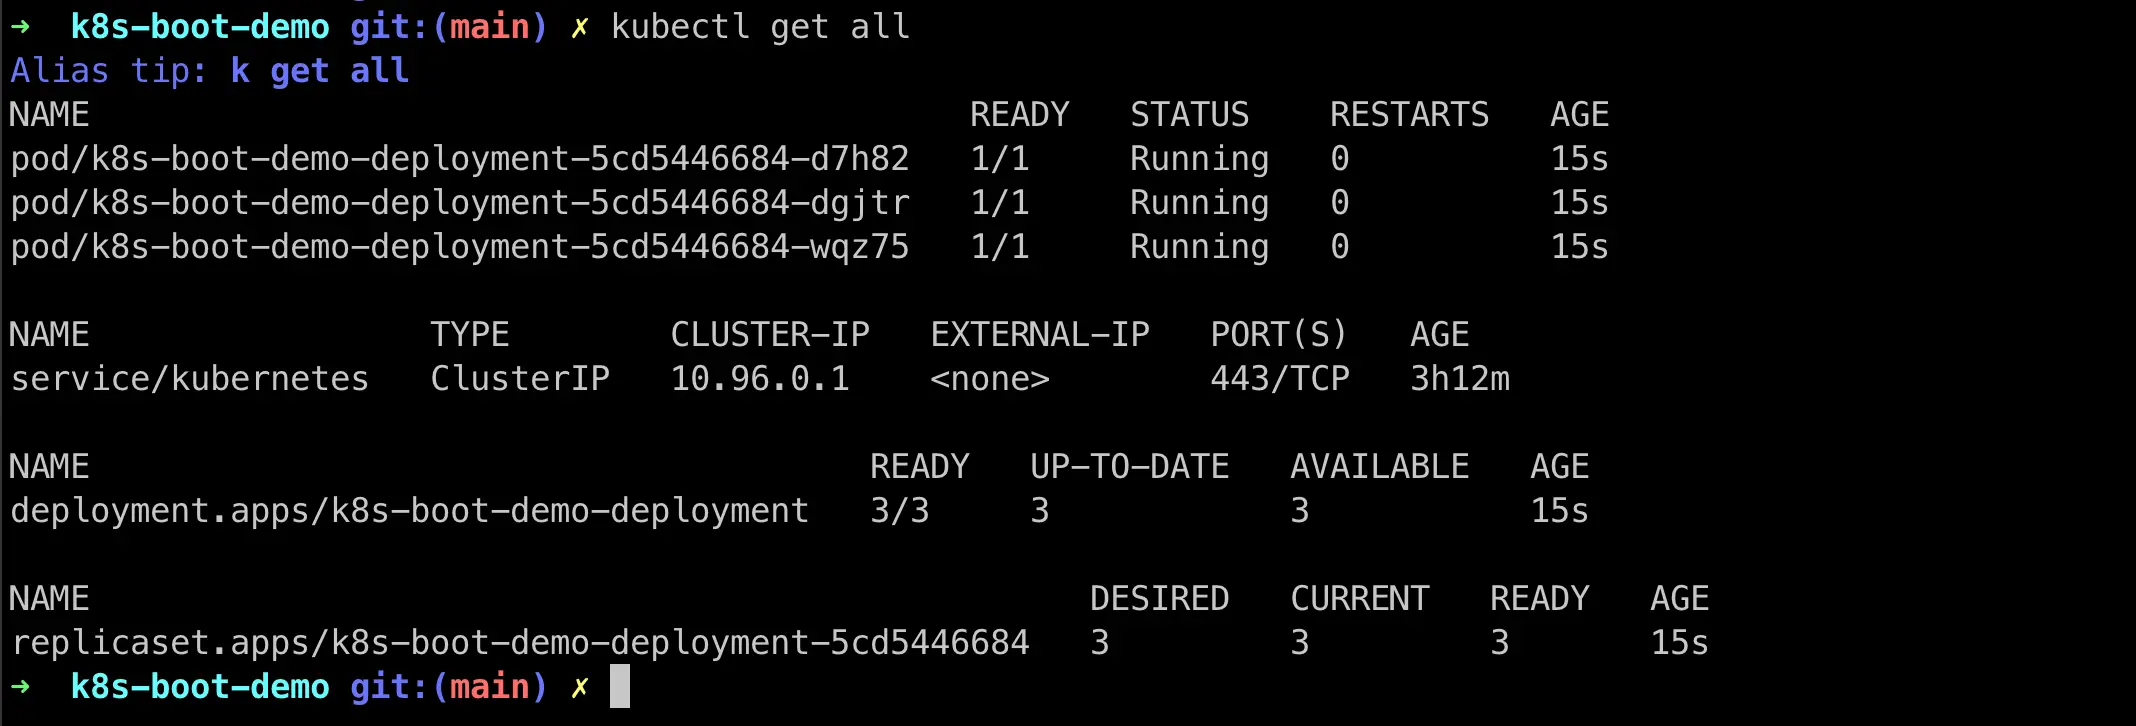 ➜  k8s-boot-demo git:(main) ✗ kubectl get all
Alias tip: k get all
NAME                                            READY   STATUS    RESTARTS   AGE
pod/k8s-boot-demo-deployment-5cd5446684-d7h82   1/1     Running   0          15s
pod/k8s-boot-demo-deployment-5cd5446684-dgjtr   1/1     Running   0          15s
pod/k8s-boot-demo-deployment-5cd5446684-wqz75   1/1     Running   0          15s

NAME                 TYPE        CLUSTER-IP   EXTERNAL-IP   PORT(S)   AGE
service/kubernetes   ClusterIP   10.96.0.1    <none>        443/TCP   3h12m

NAME                                       READY   UP-TO-DATE   AVAILABLE   AGE
deployment.apps/k8s-boot-demo-deployment   3/3     3            3           15s

NAME                                                  DESIRED   CURRENT   READY   AGE
replicaset.apps/k8s-boot-demo-deployment-5cd5446684   3         3         3       15s
➜  k8s-boot-demo git:(main) ✗